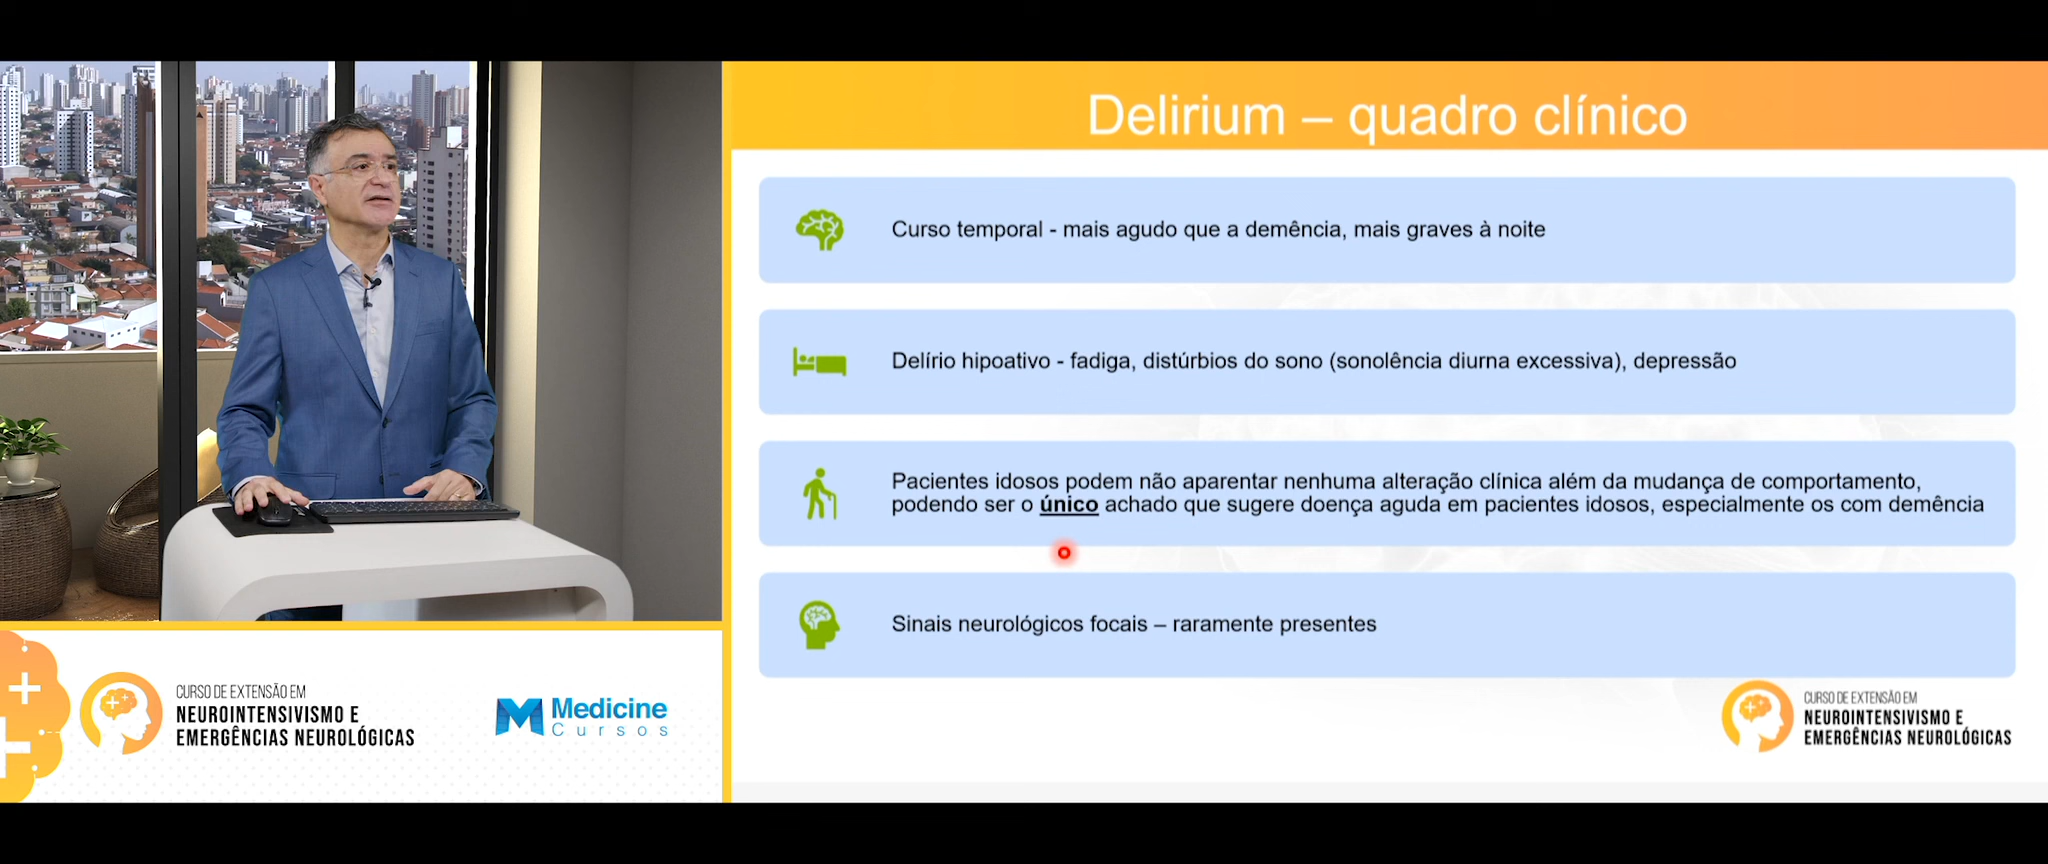 Delirium – quadro clínico
Curso temporal - mais agudo que a demência, mais graves à noite
Delírio hipoativo - fadiga, distúrbios do sono (sonolência diurna excessiva), depressão
Pacientes idosos podem não aparentar nenhuma alteração clínica além da mudança de comportamento,
podendo ser o único achado que sugere doença aguda em pacientes idosos, especialmente os com demência
Sinais neurológicos focais – raramente presentes
CURSO DE EXTENSÃO EM
NEUROINTENSIVISMO E
EMERGÊNCIAS NEUROLÓGICAS
Medicine
Cursos
CURSO DE EXTENSÃO EM
NEUROINTENSIVISMO E
EMERGÊNCIAS NEUROLÓGICAS